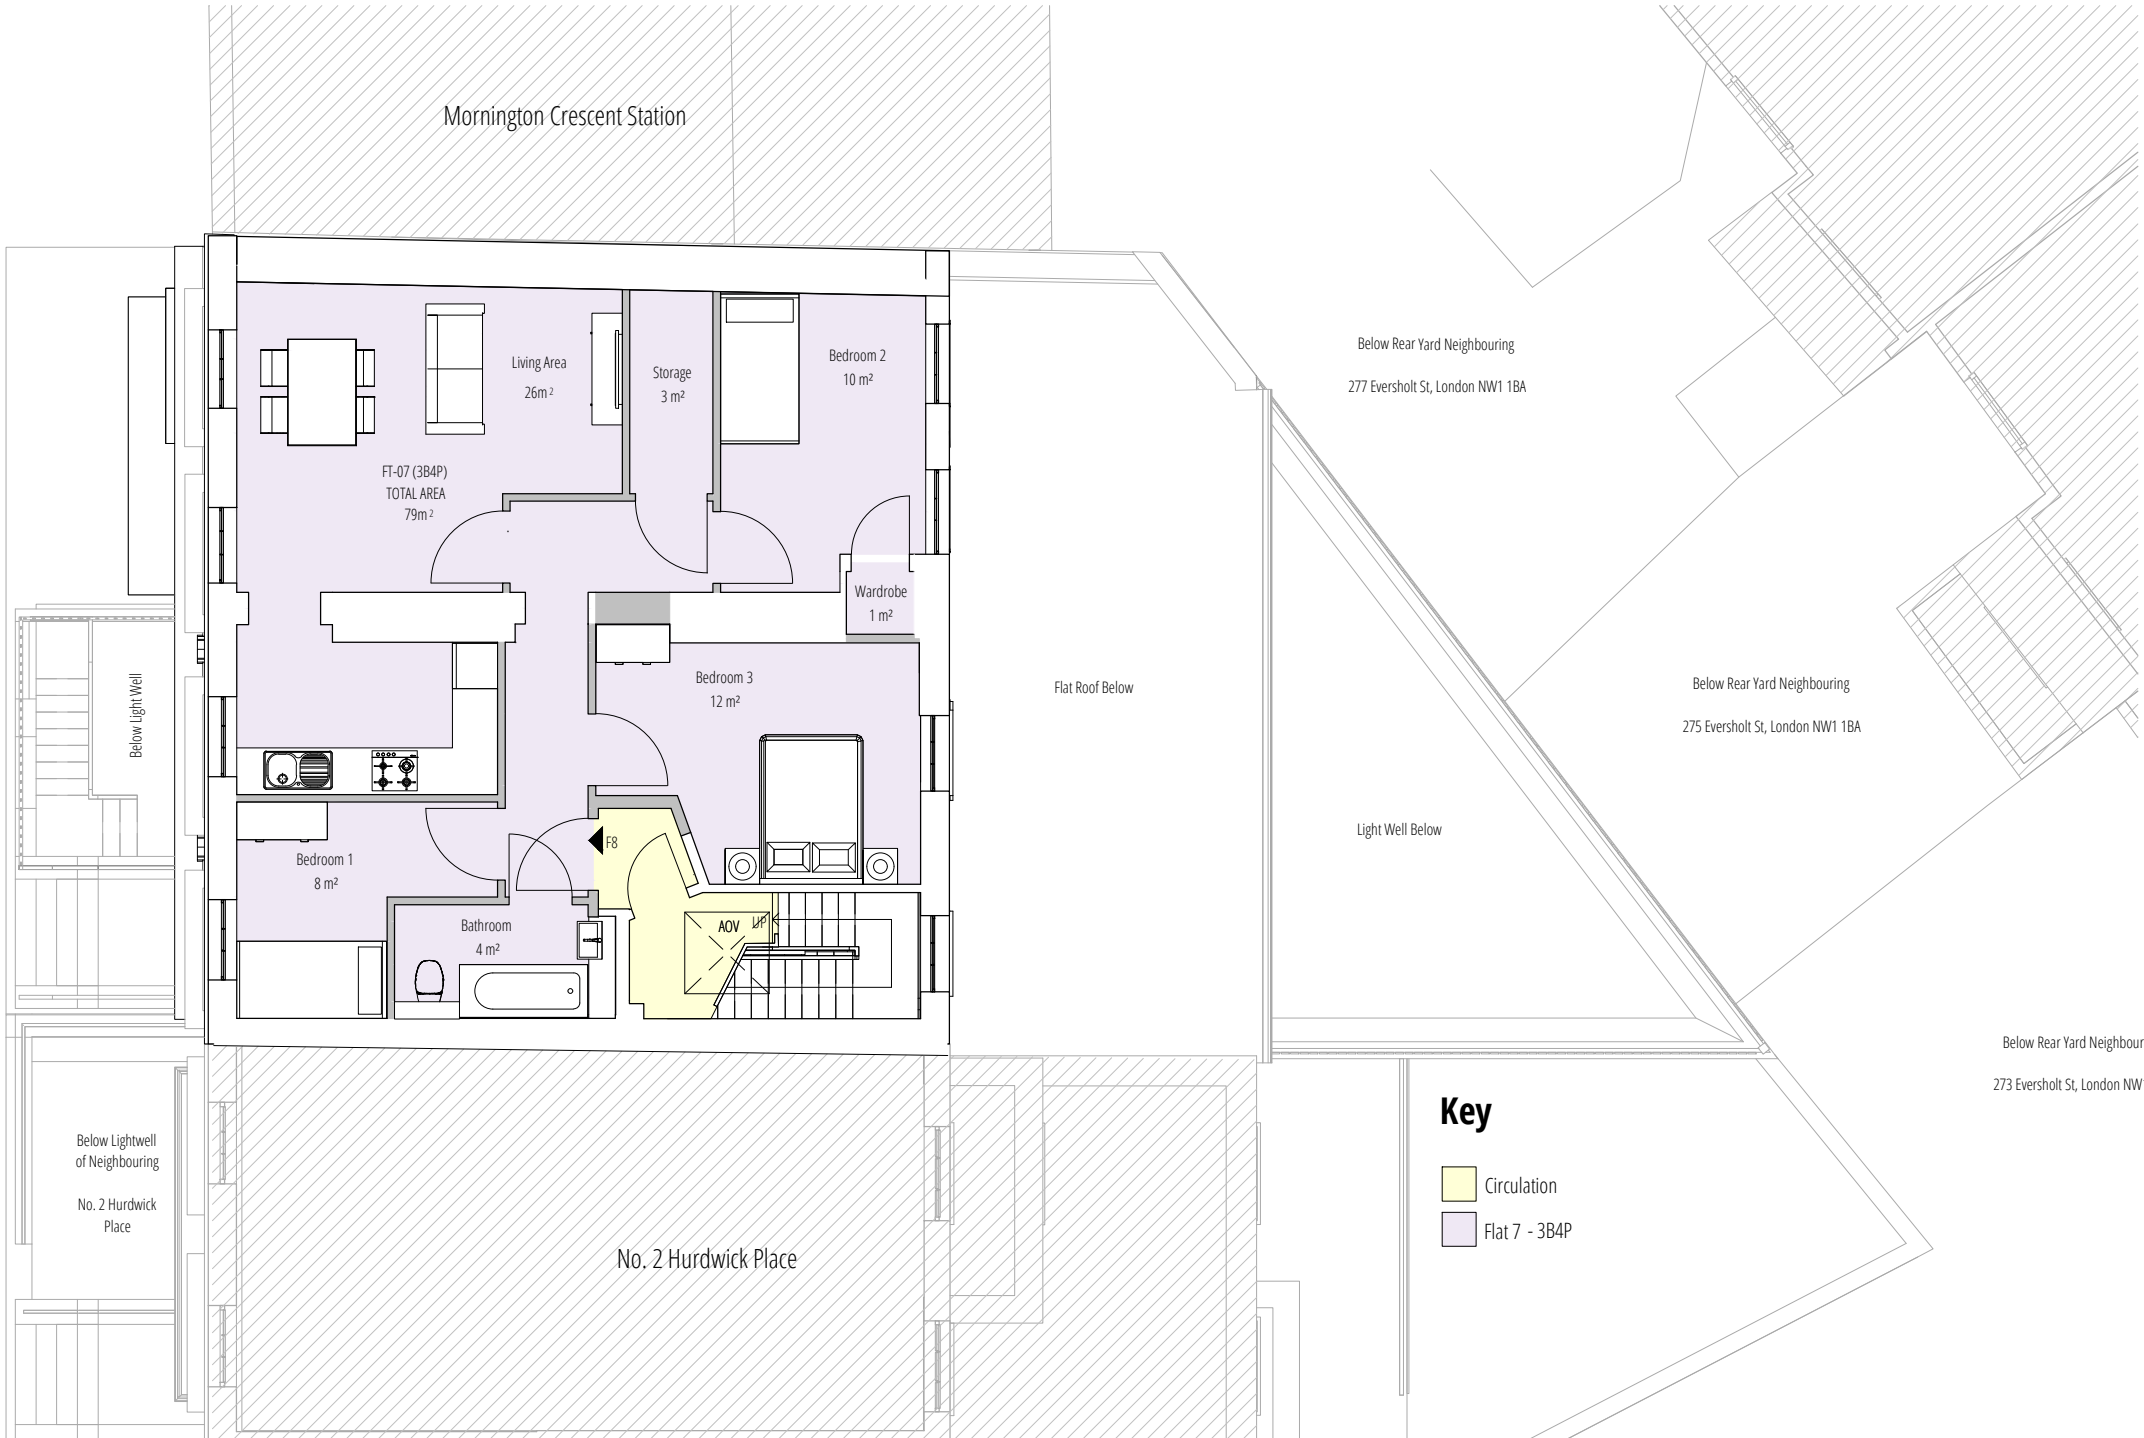 Mornington Crescent Station
Living Area
26m²
Storage
3 m²
Bedroom 2
10 m²
FT-07 (3B4P)
TOTAL AREA
79m²
Wardrobe
1 m²
Bedroom 3
12 m²
Bedroom 1
8 m²
F8
Bathroom
4 m²
AOV
UP
Below Light Well
Flat Roof Below
Light Well Below
Below Rear Yard Neighbouring
277 Eversholt St, London NW1 1BA
Below Rear Yard Neighbouring
275 Eversholt St, London NW1 1BA
Below Rear Yard
273 Eversholt St, London
Below Lightwell
of Neighbouring
No. 2 Hurdwick
Place
No. 2 Hurdwick Place
Key
Circulation
Flat 7 - 3B4P